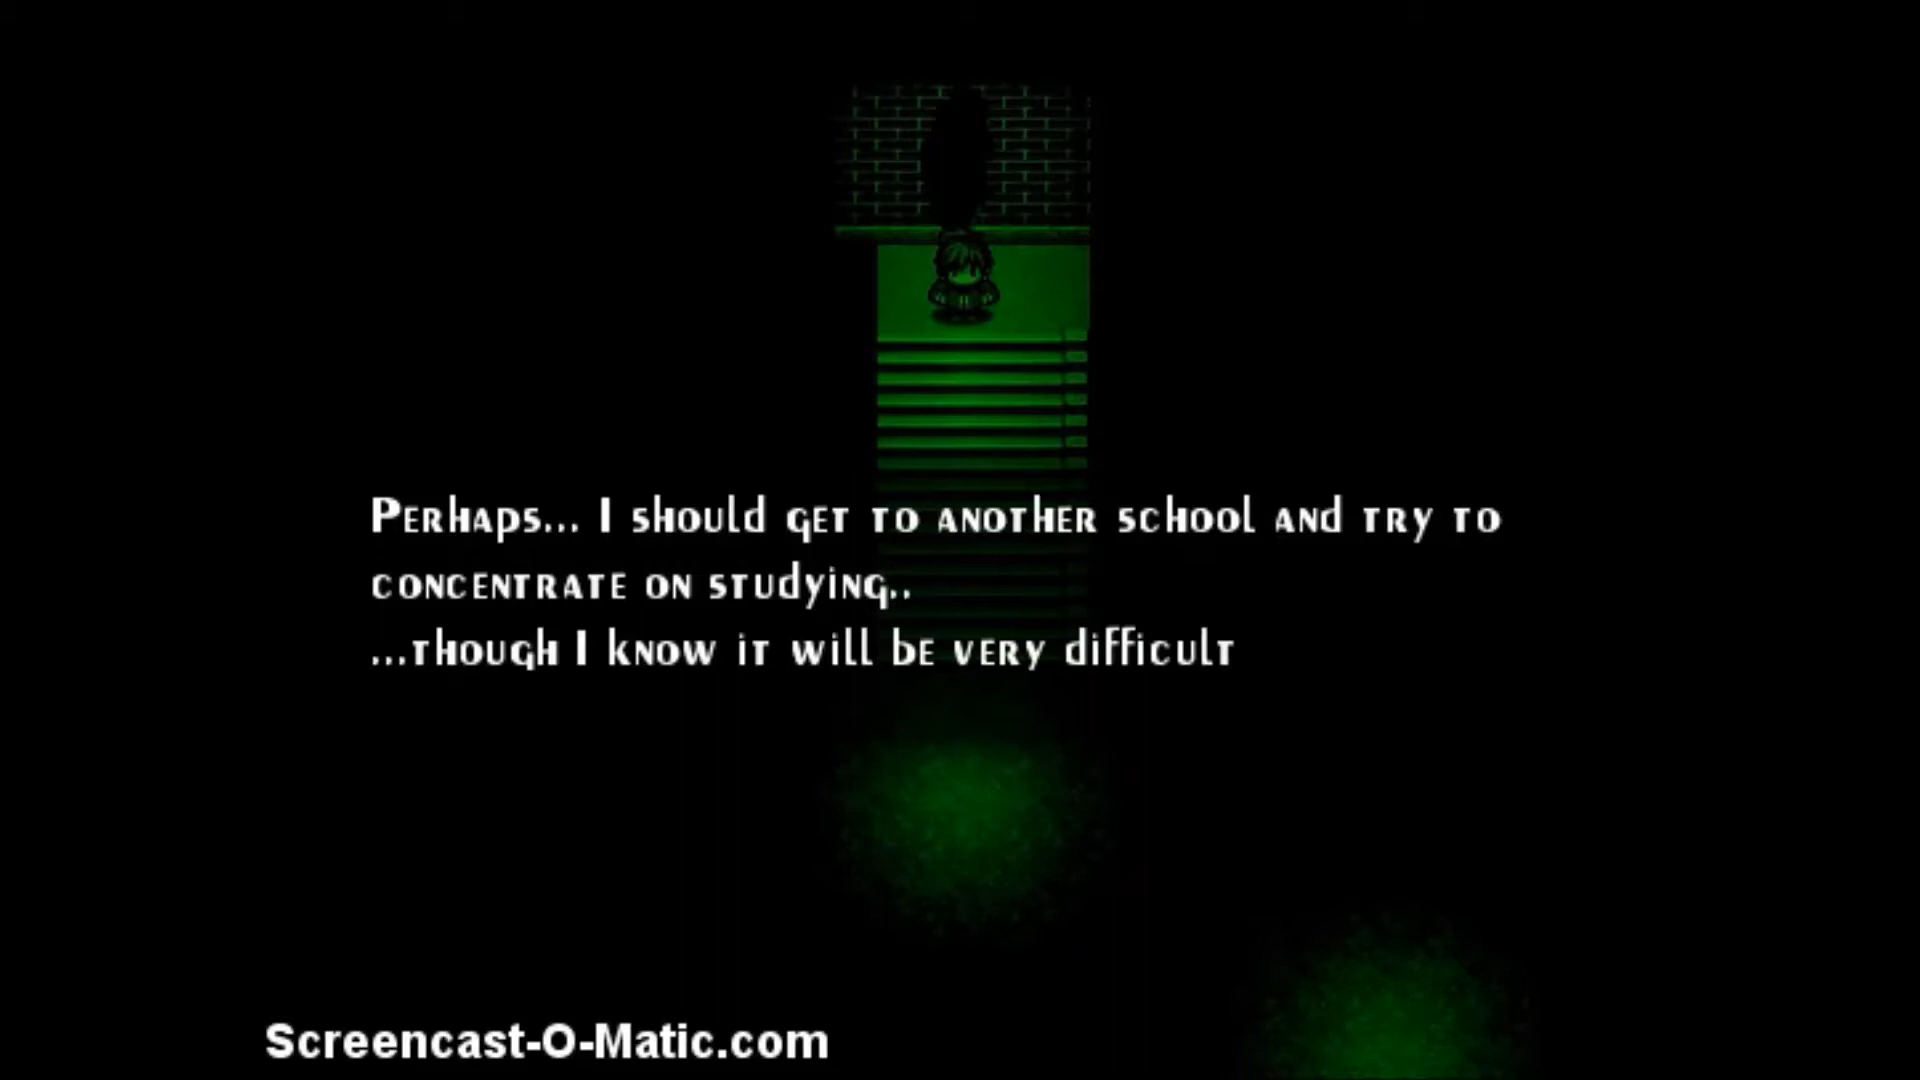 Perhaps... I should get to another school and try to
concentrate on studying..
...though I know it will be very difficult
Screencast-O-Matic.com